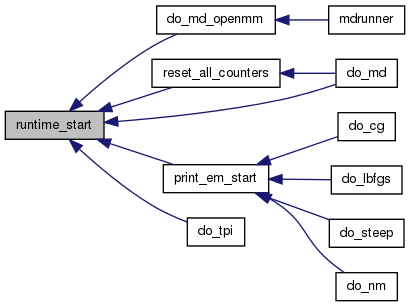 do_md_openmm
mdrunner
reset_all_counters
do_md
runtime_start
do_cg
print_em_start
do_lbfgs
do_tpi
do_steep
do_nm